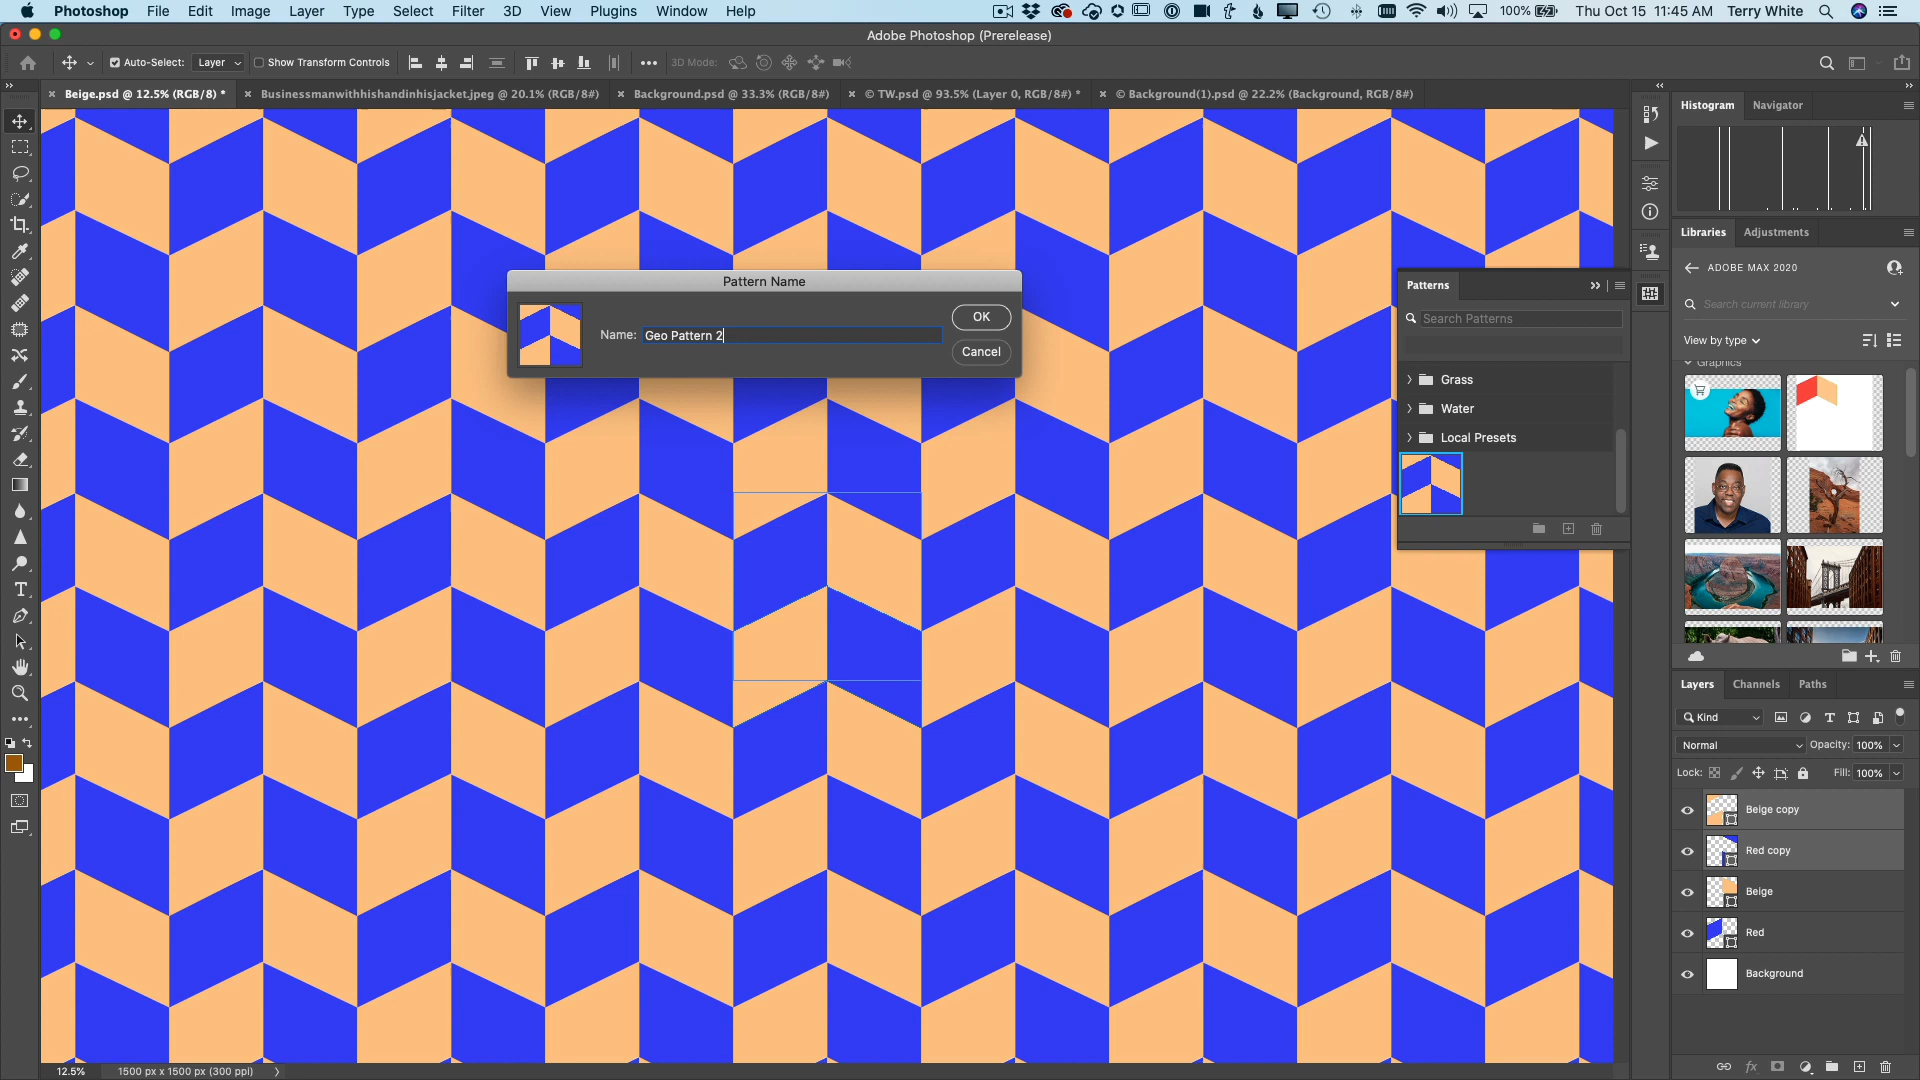 Photoshop File Edit Image Layer Type Select Filter 3D View Plugins Window Help 100% Thu Oct 15 11:45 AM Terry White
Adobe Photoshop (Prerelease)
Auto-Select: Layer Show Transform Controls 3D Mode:
Beige.psd @ 12.5% (RGB/8) * Businessmanwithhishandinhisjacket.jpeg @ 20.1% (RGB/8#) Background.psd @ 33.3% (RGB/8#) © TW.psd @ 93.5% (Layer 0, RGB/8#) * © Background(1).psd @ 22.2% (Background, RGB/8#)
Histogram Navigator
Libraries Adjustments
ADOBE MAX 2020
Search current library
View by type
Graphics
Pattern Name
Name: Geo Pattern 2
OK
Cancel
Patterns
Search Patterns
Grass
Water
Local Presets
Layers Channels Paths
Kind
Normal Opacity: 100%
Lock: Fill: 100%
Beige copy
Red copy
Beige
Red
Background
fx
12.5% 1500 px x 1500 px (300 ppi)